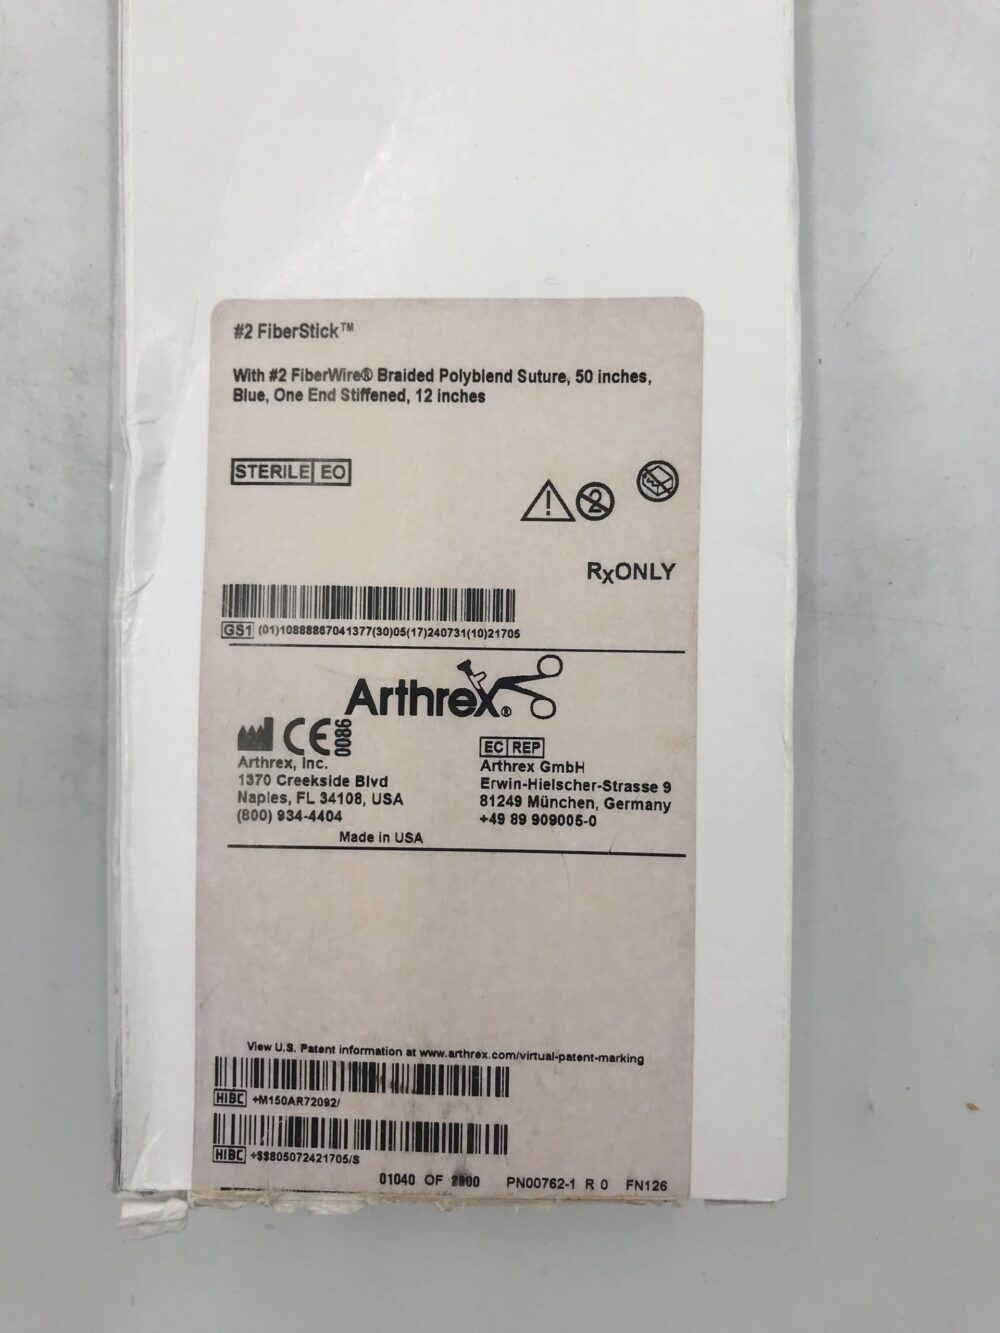 #2 FiberStick™
With #2 FiberWire® Braided Polyblend Suture, 50 inches,
Blue, One End Stiffened, 12 inches
STERILE EO
2
RxONLY
GS1 (01)10888867041377(30)05(17)240731(10)21705
Arthrex®
CE 0086
Arthrex, Inc.
1370 Creekside Blvd
Naples, FL 34108, USA
(800) 934-4404
EC REP
Arthrex GmbH
Erwin-Hielscher-Strasse 9
81249 München, Germany
+49 89 909005-0
Made in USA
View U.S. Patent information at www.arthrex.com/virtual-patent-marking
HIBC +M150AR72092/
HIBC +$$805072421705/S
01040 OF PN00762-1 R 0 FN126